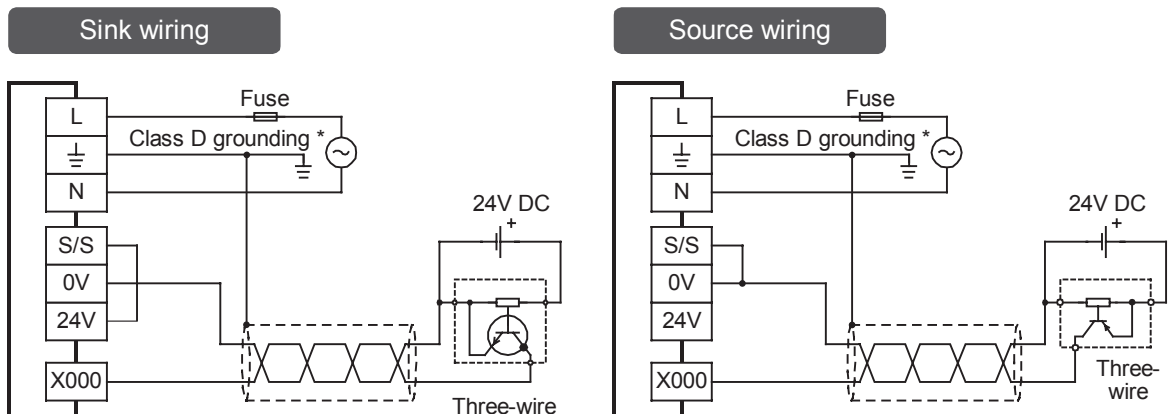 Sink wiring
L
Fuse
Class D grounding *
N
24V DC
+
S/S
0V
24V
X000
Three-wire
Source wiring
L
Fuse
Class D grounding *
N
24V DC
+
S/S
0V
24V
X000
Three-
wire